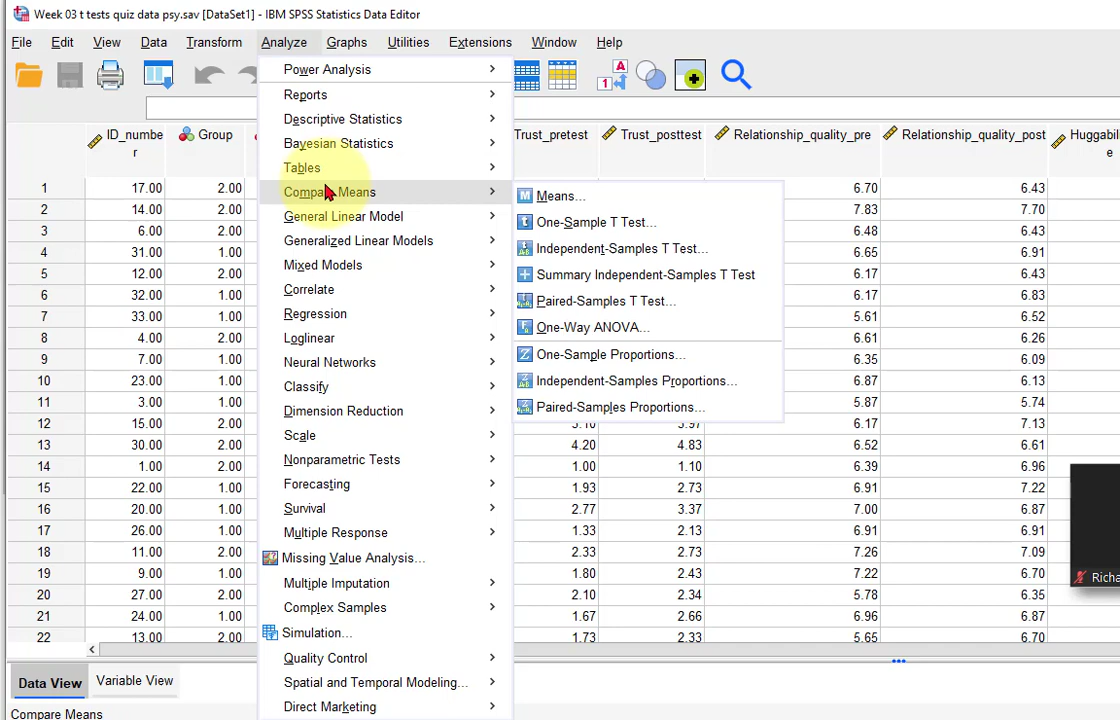 Week 03 t tests quiz data psy.sav [DataSet1] - IBM SPSS Statistics Data Editor
File Edit View Data Transform Analyze Graphs Utilities Extensions Window Help
Power Analysis
Reports
Descriptive Statistics
Bayesian Statistics
Tables
Compare Means
General Linear Model
Generalized Linear Models
Mixed Models
Correlate
Regression
Loglinear
Neural Networks
Classify
Dimension Reduction
Scale
Nonparametric Tests
Forecasting
Survival
Multiple Response
Missing Value Analysis...
Multiple Imputation
Complex Samples
Simulation...
Quality Control
Spatial and Temporal Modeling...
Direct Marketing
Means...
One-Sample T Test...
Independent-Samples T Test...
Summary Independent-Samples T Test
Paired-Samples T Test...
One-Way ANOVA...
One-Sample Proportions...
Independent-Samples Proportions...
Paired-Samples Proportions...
ID_numbe
r
Group Trust_pretest Trust_posttest Relationship_quality_pre Relationship_quality_post Huggabi
e
1 17.00 2.00 6.70 6.43
2 14.00 2.00 7.83 7.70
3 6.00 2.00 6.48 6.43
4 31.00 1.00 6.65 6.91
5 12.00 2.00 6.17 6.43
6 32.00 1.00 6.17 6.83
7 33.00 1.00 5.61 6.52
8 4.00 2.00 6.61 6.26
9 7.00 1.00 6.35 6.09
10 23.00 1.00 6.87 6.13
11 3.00 1.00 5.87 5.74
12 15.00 2.00 6.17 7.13
13 30.00 1.00 4.20 4.83 6.52 6.61
14 1.00 2.00 1.00 1.10 6.39 6.96
15 22.00 1.00 1.93 2.73 6.91 7.22
16 20.00 1.00 2.77 3.37 7.00 6.87
17 26.00 1.00 1.33 2.13 6.91 6.91
18 11.00 2.00 2.33 2.73 7.26 7.09
19 9.00 1.00 1.80 2.43 7.22 6.70
20 27.00 2.00 2.10 2.34 5.78 6.35
21 24.00 1.00 1.67 2.66 6.96 6.87
22 13.00 2.00 1.73 2.33 5.65 6.70
Richa
Data View Variable View
Compare Means